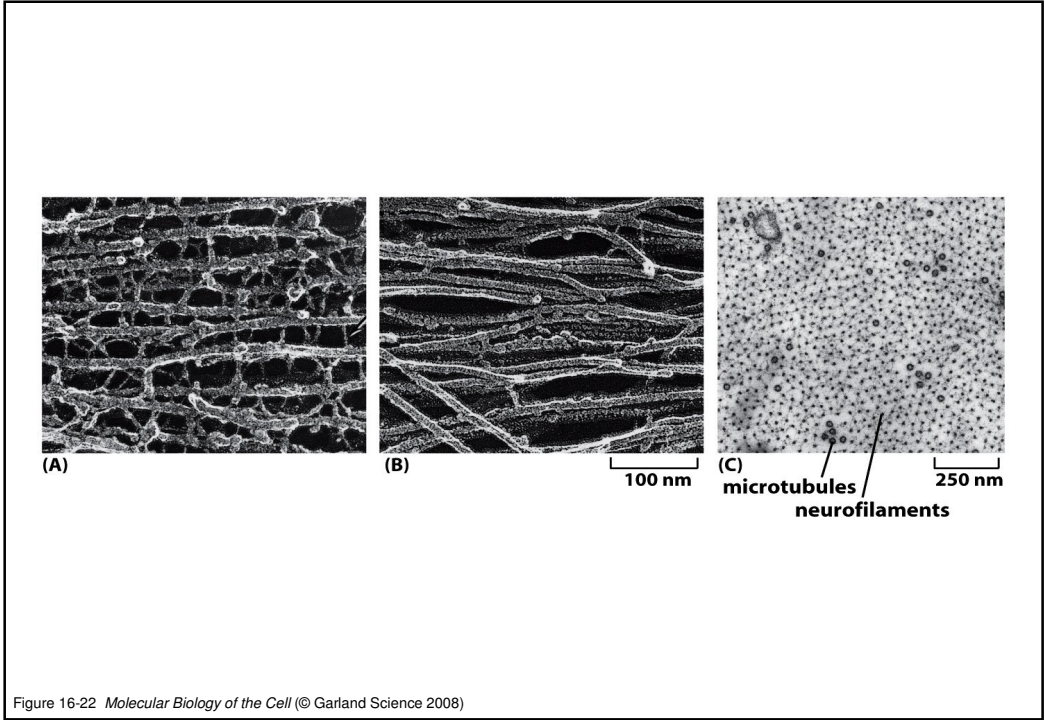 (A)
(B)
100 nm
(C)
microtubules
neurofilaments
250 nm
Figure 16-22 Molecular Biology of the Cell (© Garland Science 2008)